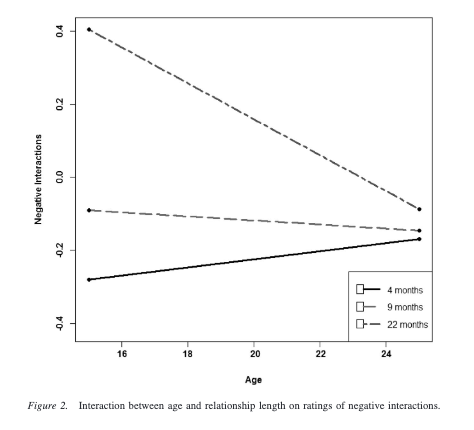 0.4
0.2
0.0
-0.2
-0.4
Negative Interactions
16 18 20 22 24
Age
4 months
9 months
22 months
Figure 2. Interaction between age and relationship length on ratings of negative interactions.